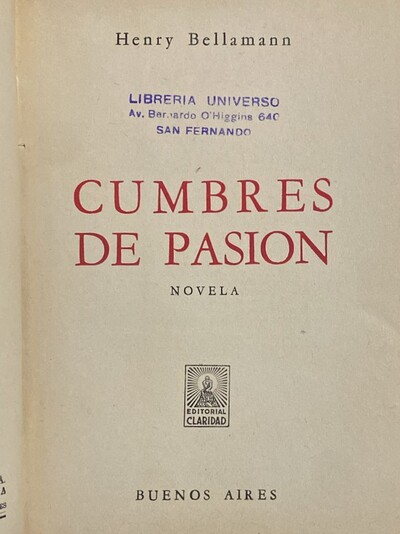 Henry Bellamann
LIBRERIA UNIVERSO
Av. Bernardo O'Higgins 640
SAN FERNANDO
CUMBRES
DE PASION
NOVELA
EDITORIAL
CLARIDAD
BUENOS AIRES